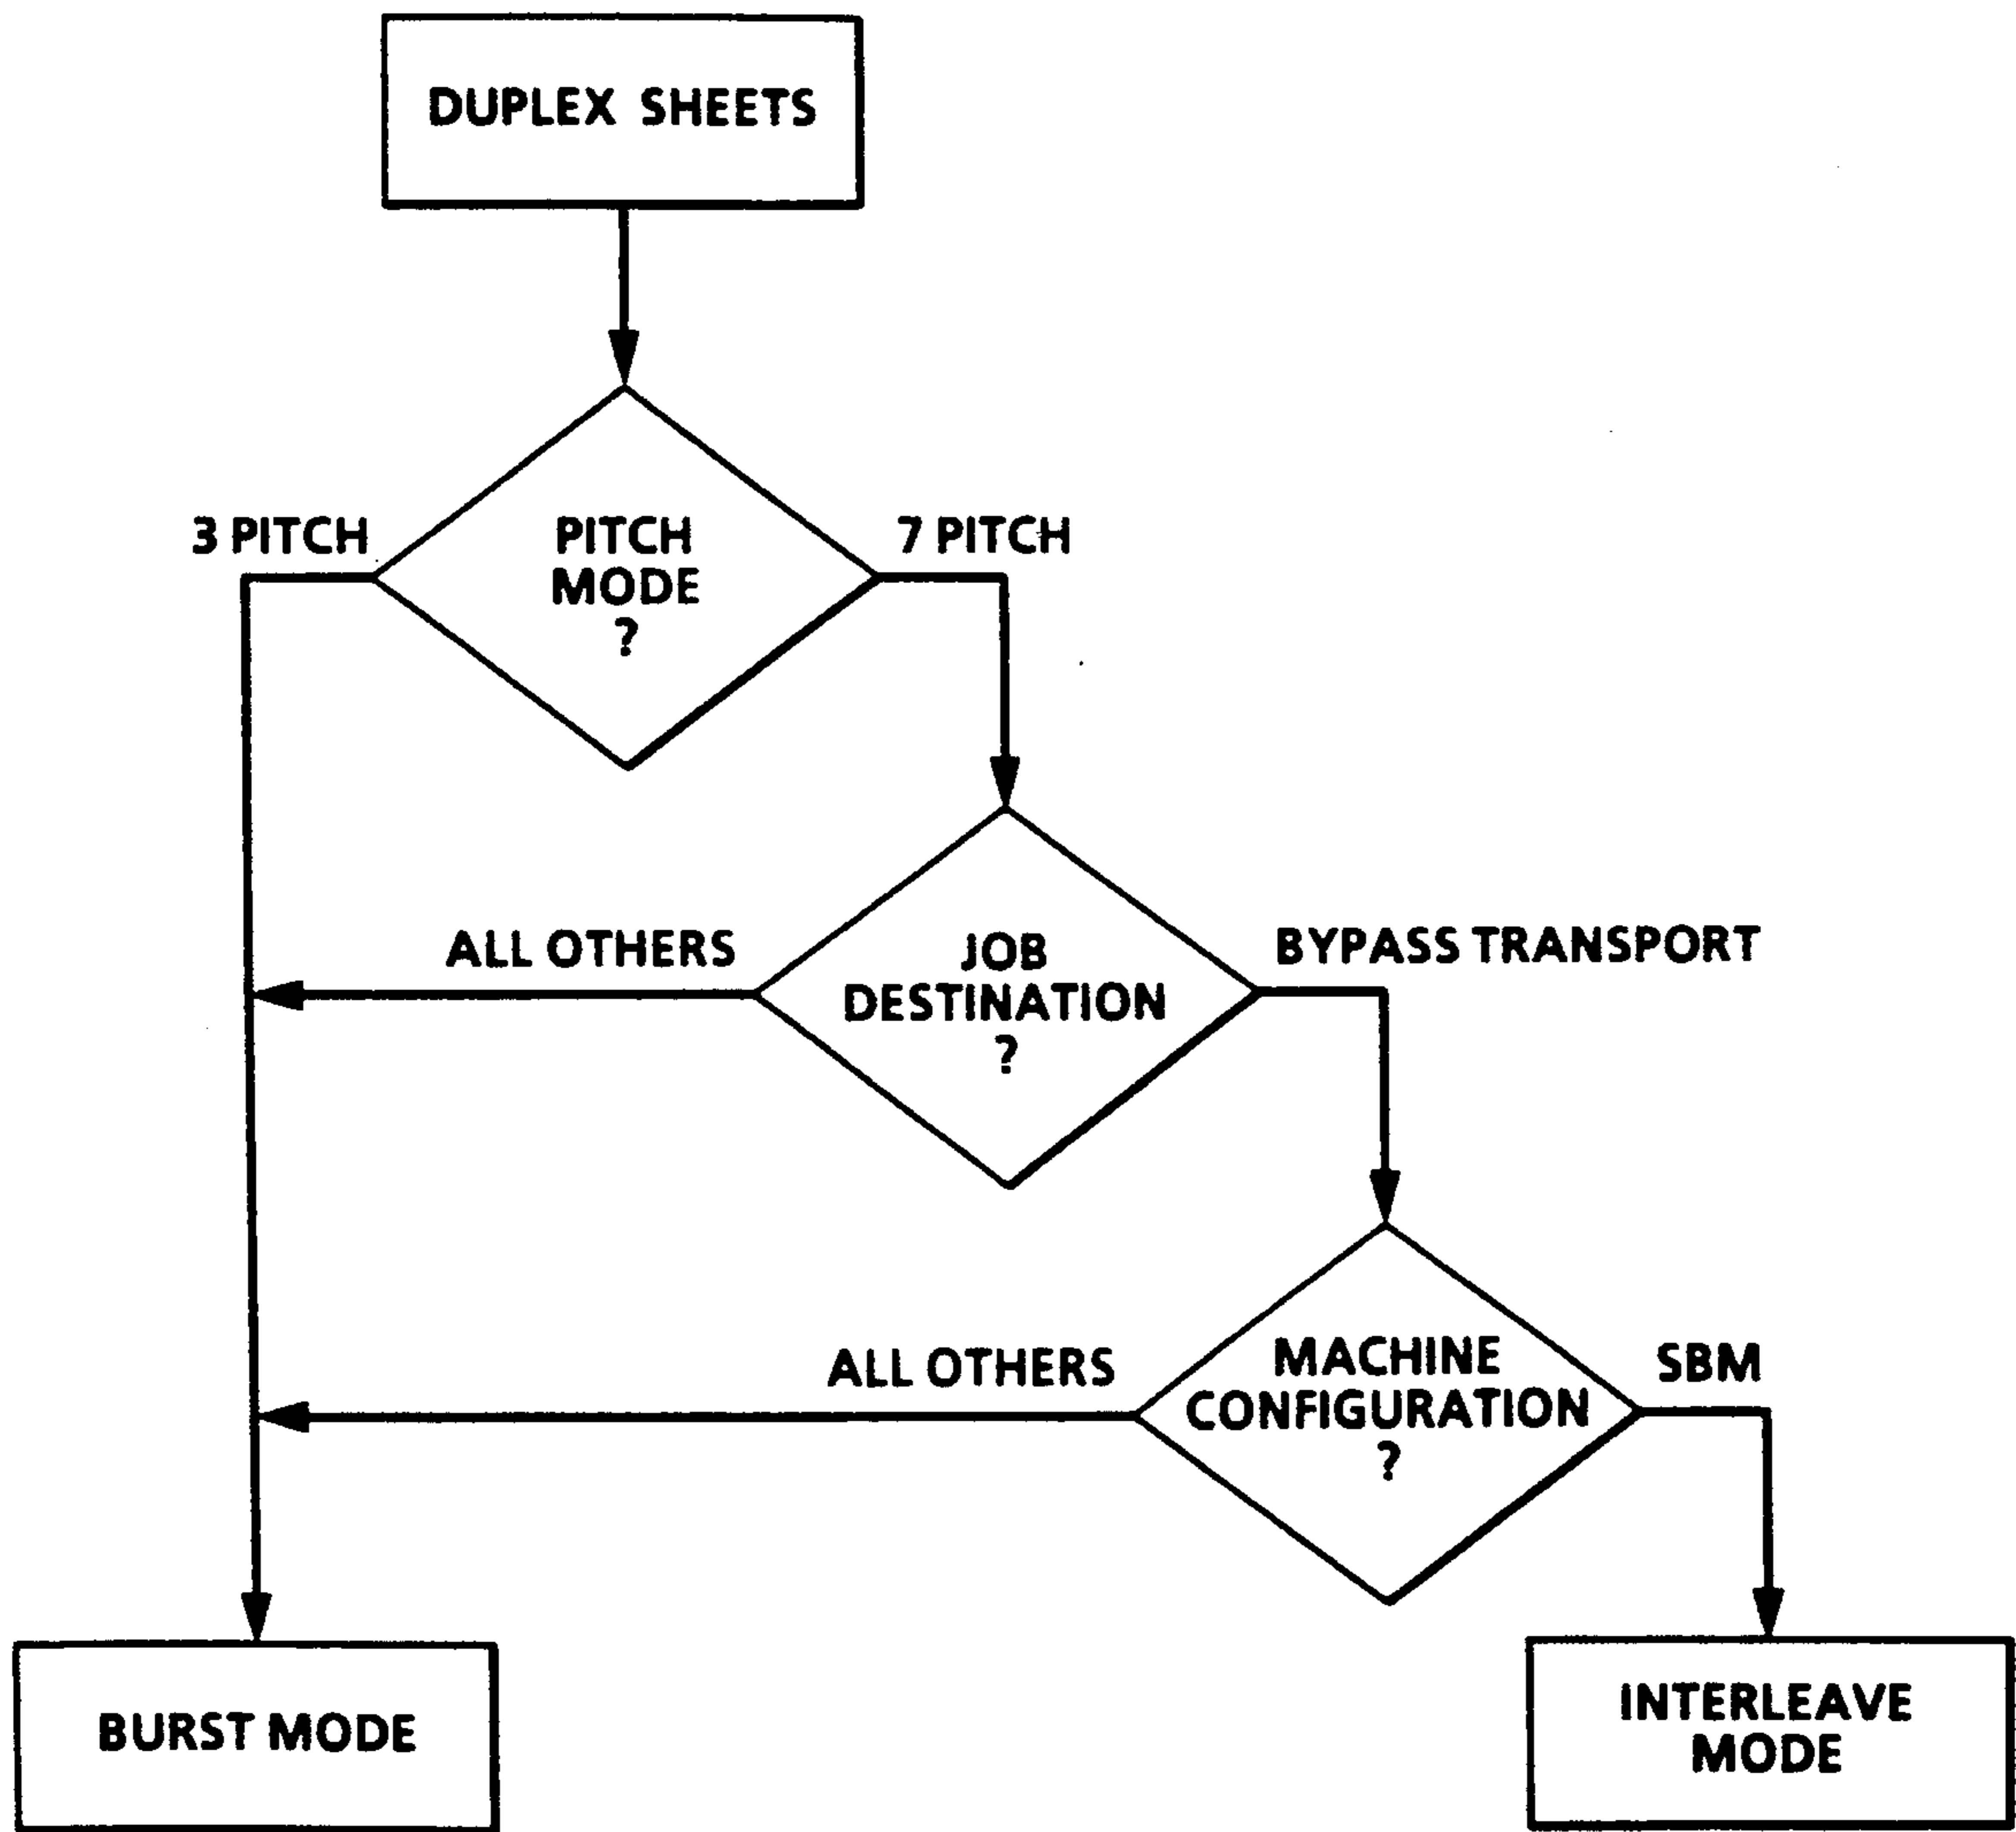 DUPLEX SHEETS
3 PITCH
PITCH
MODE
?
7 PITCH
ALL OTHERS
JOB
DESTINATION
?
BYPASS TRANSPORT
ALL OTHERS
MACHINE
CONFIGURATION
?
SBM
BURST MODE
INTERLEAVE
MODE